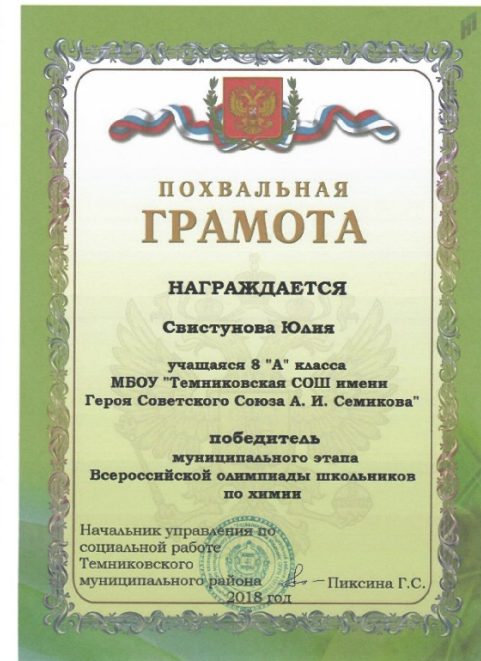 ПОХВАЛЬНАЯ
ГРАМОТА
НАГРАЖДАЕТСЯ
Свистунова Юлия
учащаяся 8 "А" класса
МБОУ "Темниковская СОШ имени
Героя Советского Союза А. И. Семикова"
победитель
муниципального этапа
Всероссийской олимпиады школьников
по химии
Начальник управления по
социальной работе
Темниковского
муниципального района Пиксина Г.С.
2018 год